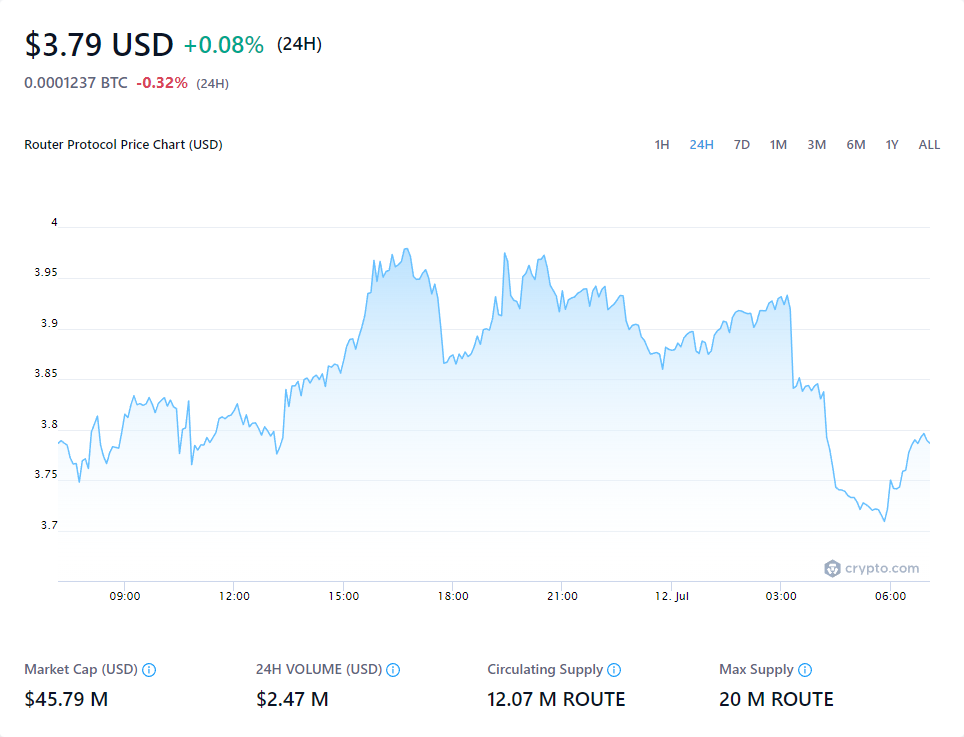 $3.79 USD +0.08% (24H)
0.0001237 BTC -0.32% (24H)
Router Protocol Price Chart (USD) 1H 24H 7D 1M 3M 6M 1Y ALL
4
3.95
3.9
3.85
3.8
3.75
3.7
crypto.com
09:00 12:00 15:00 18:00 21:00 12. Jul 03:00 06:00
Market Cap (USD) 24H VOLUME (USD) Circulating Supply Max Supply
$45.79 M $2.47 M 12.07 M ROUTE 20 M ROUTE